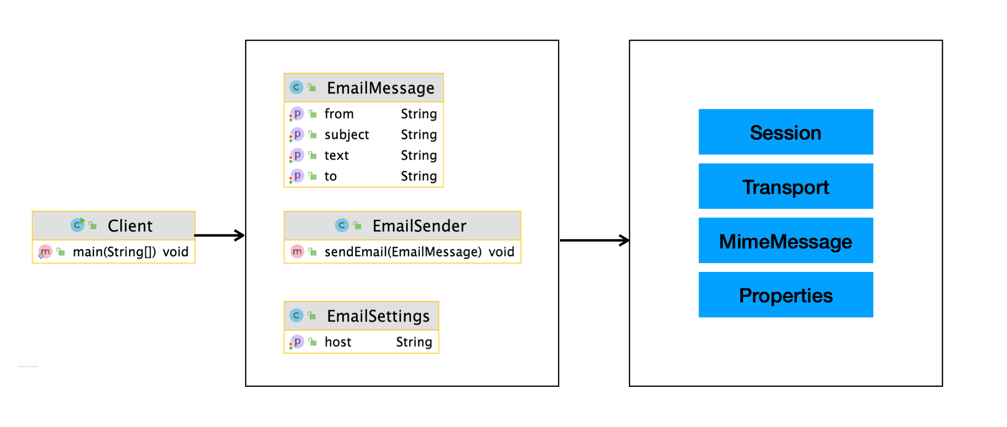 Client
main(String[]) void
EmailMessage
from String
subject String
text String
to String
EmailSender
sendEmail(EmailMessage) void
EmailSettings
host String
Session
Transport
MimeMessage
Properties